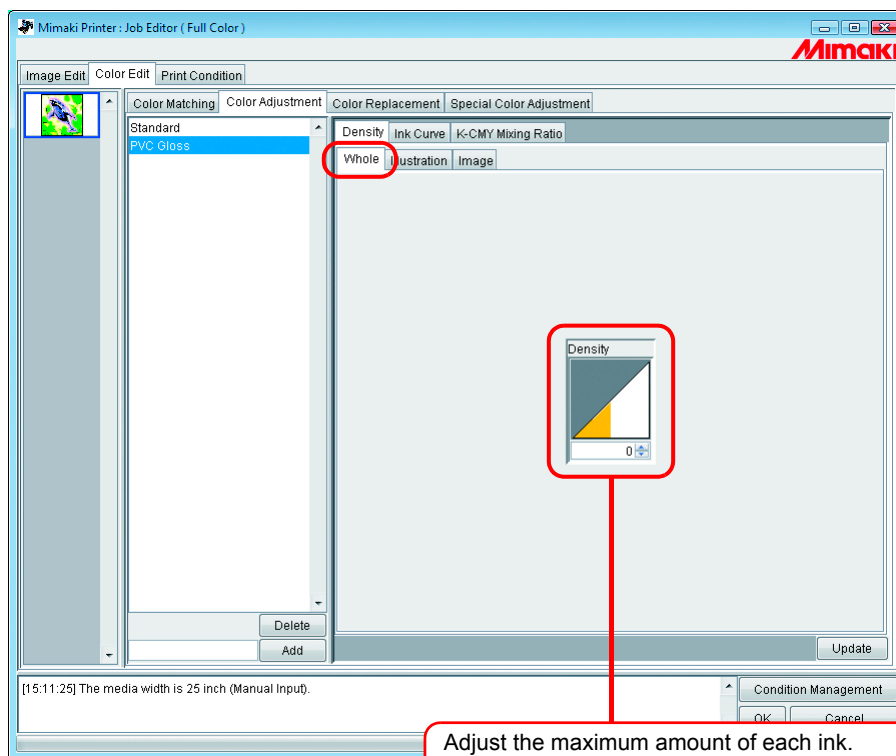 Mimaki Printer : Job Editor ( Full Color )
Mimaki
Image Edit Color Edit Print Condition
Color Matching Color Adjustment Color Replacement Special Color Adjustment
Standard
PVC Gloss
Density Ink Curve K-CMY Mixing Ratio
Whole Illustration Image
Density
0
Delete
Add
Update
[15:11:25] The media width is 25 inch (Manual Input).
Condition Management
OK Cancel
Adjust the maximum amount of each ink.